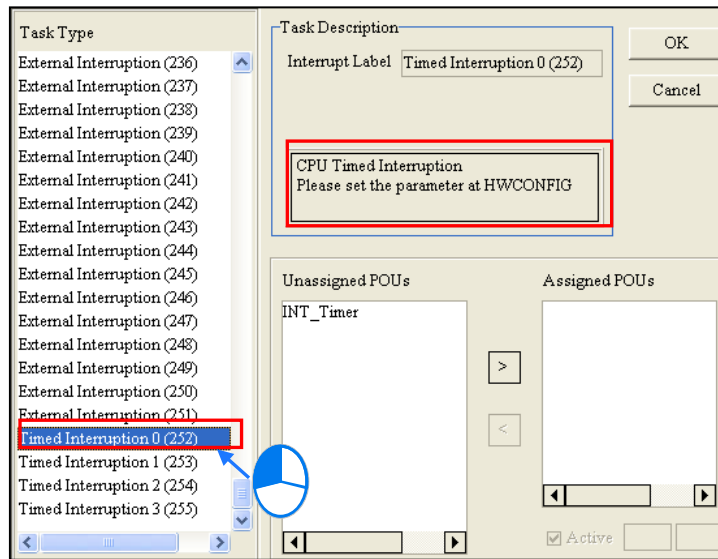 Task Type
External Interruption (236)
External Interruption (237)
External Interruption (238)
External Interruption (239)
External Interruption (240)
External Interruption (241)
External Interruption (242)
External Interruption (243)
External Interruption (244)
External Interruption (245)
External Interruption (246)
External Interruption (247)
External Interruption (248)
External Interruption (249)
External Interruption (250)
External Interruption (251)
Timed Interruption 0 (252)
Timed Interruption 1 (253)
Timed Interruption 2 (254)
Timed Interruption 3 (255)
Task Description
Interrupt Label Timed Interruption 0 (252)
CPU Timed Interruption
Please set the parameter at HWCONFIG
OK
Cancel
Unassigned POUs
INT_Timer
>
<
Assigned POUs
Active